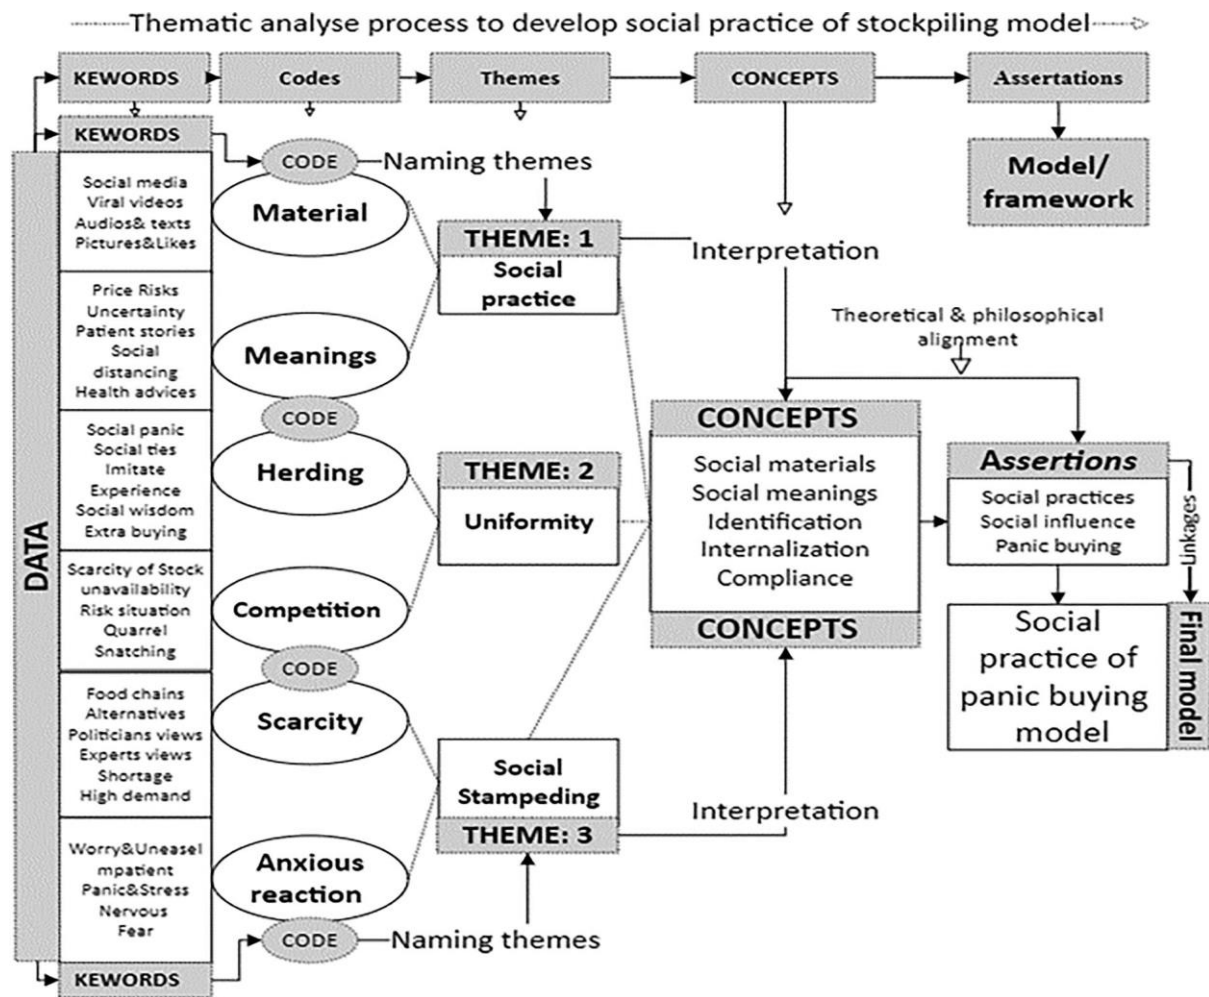 Thematic analyse process to develop social practice of stockpiling model
KEWORDS
Codes
Themes
CONCEPTS
Assertations
Model/
framework
DATA
KEWORDS
Social media
Viral videos
Audios& texts
Pictures&Likes
Price Risks
Uncertainty
Patient stories
Social
distancing
Health advices
Social panic
Social ties
Imitate
Experience
Social wisdom
Extra buying
Scarcity of Stock
unavailability
Risk situation
Quarrel
Snatching
Food chains
Alternatives
Politicians views
Experts views
Shortage
High demand
Worry&Uneasel
mpatient
Panic&Stress
Nervous
Fear
KEWORDS
CODE
Material
Meanings
CODE
Herding
Competition
CODE
Scarcity
Anxious
reaction
CODE
Naming themes
THEME: 1
Social
practice
THEME: 2
Uniformity
Social
Stampeding
THEME: 3
Naming themes
Interpretation
Theoretical & philosophical
alignment
CONCEPTS
Social materials
Social meanings
Identification
Internalization
Compliance
CONCEPTS
Interpretation
Assertions
Social practices
Social influence
Panic buying
Linkages
Social
practice of
panic buying
model
Final model